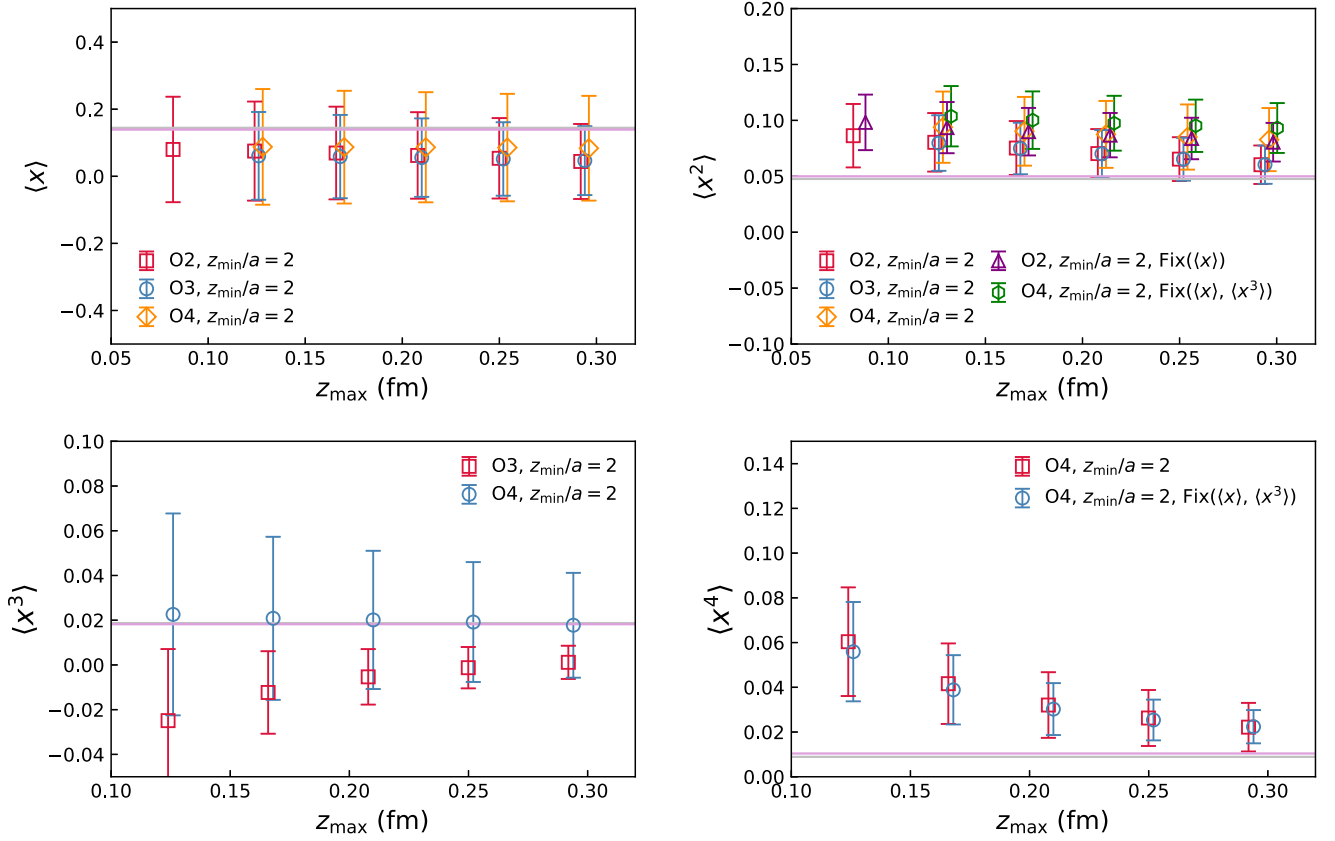 ⟨x⟩
0.4
0.2
0.0
−0.2
−0.4
O2, z_min/a = 2
O3, z_min/a = 2
O4, z_min/a = 2
0.05 0.10 0.15 0.20 0.25 0.30
z_max (fm)
⟨x²⟩
0.20
0.15
0.10
0.05
0.00
−0.05
−0.10
O2, z_min/a = 2
O3, z_min/a = 2
O4, z_min/a = 2
O2, z_min/a = 2, Fix(⟨x⟩)
O4, z_min/a = 2, Fix(⟨x⟩, ⟨x³⟩)
0.05 0.10 0.15 0.20 0.25 0.30
z_max (fm)
⟨x³⟩
0.10
0.08
0.06
0.04
0.02
0.00
−0.02
−0.04
O3, z_min/a = 2
O4, z_min/a = 2
0.10 0.15 0.20 0.25 0.30
z_max (fm)
⟨x⁴⟩
0.14
0.12
0.10
0.08
0.06
0.04
0.02
0.00
O4, z_min/a = 2
O4, z_min/a = 2, Fix(⟨x⟩, ⟨x³⟩)
0.10 0.15 0.20 0.25 0.30
z_max (fm)